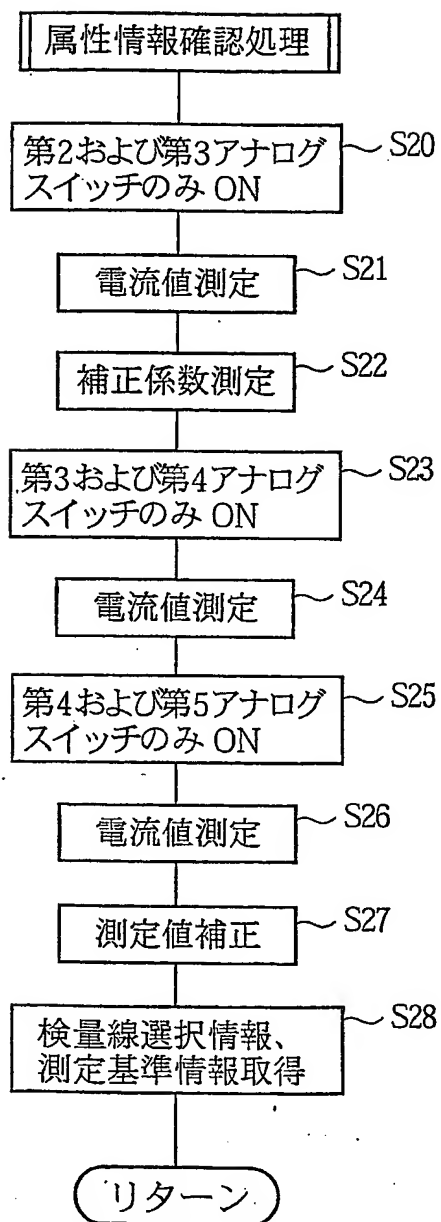 属性情報確認処理
第2および第3アナログ
スイッチのみ ON
S20
電流値測定
S21
補正係数測定
S22
第3および第4アナログ
スイッチのみ ON
S23
電流値測定
S24
第4および第5アナログ
スイッチのみ ON
S25
電流値測定
S26
測定値補正
S27
検量線選択情報、
測定基準情報取得
S28
リターン